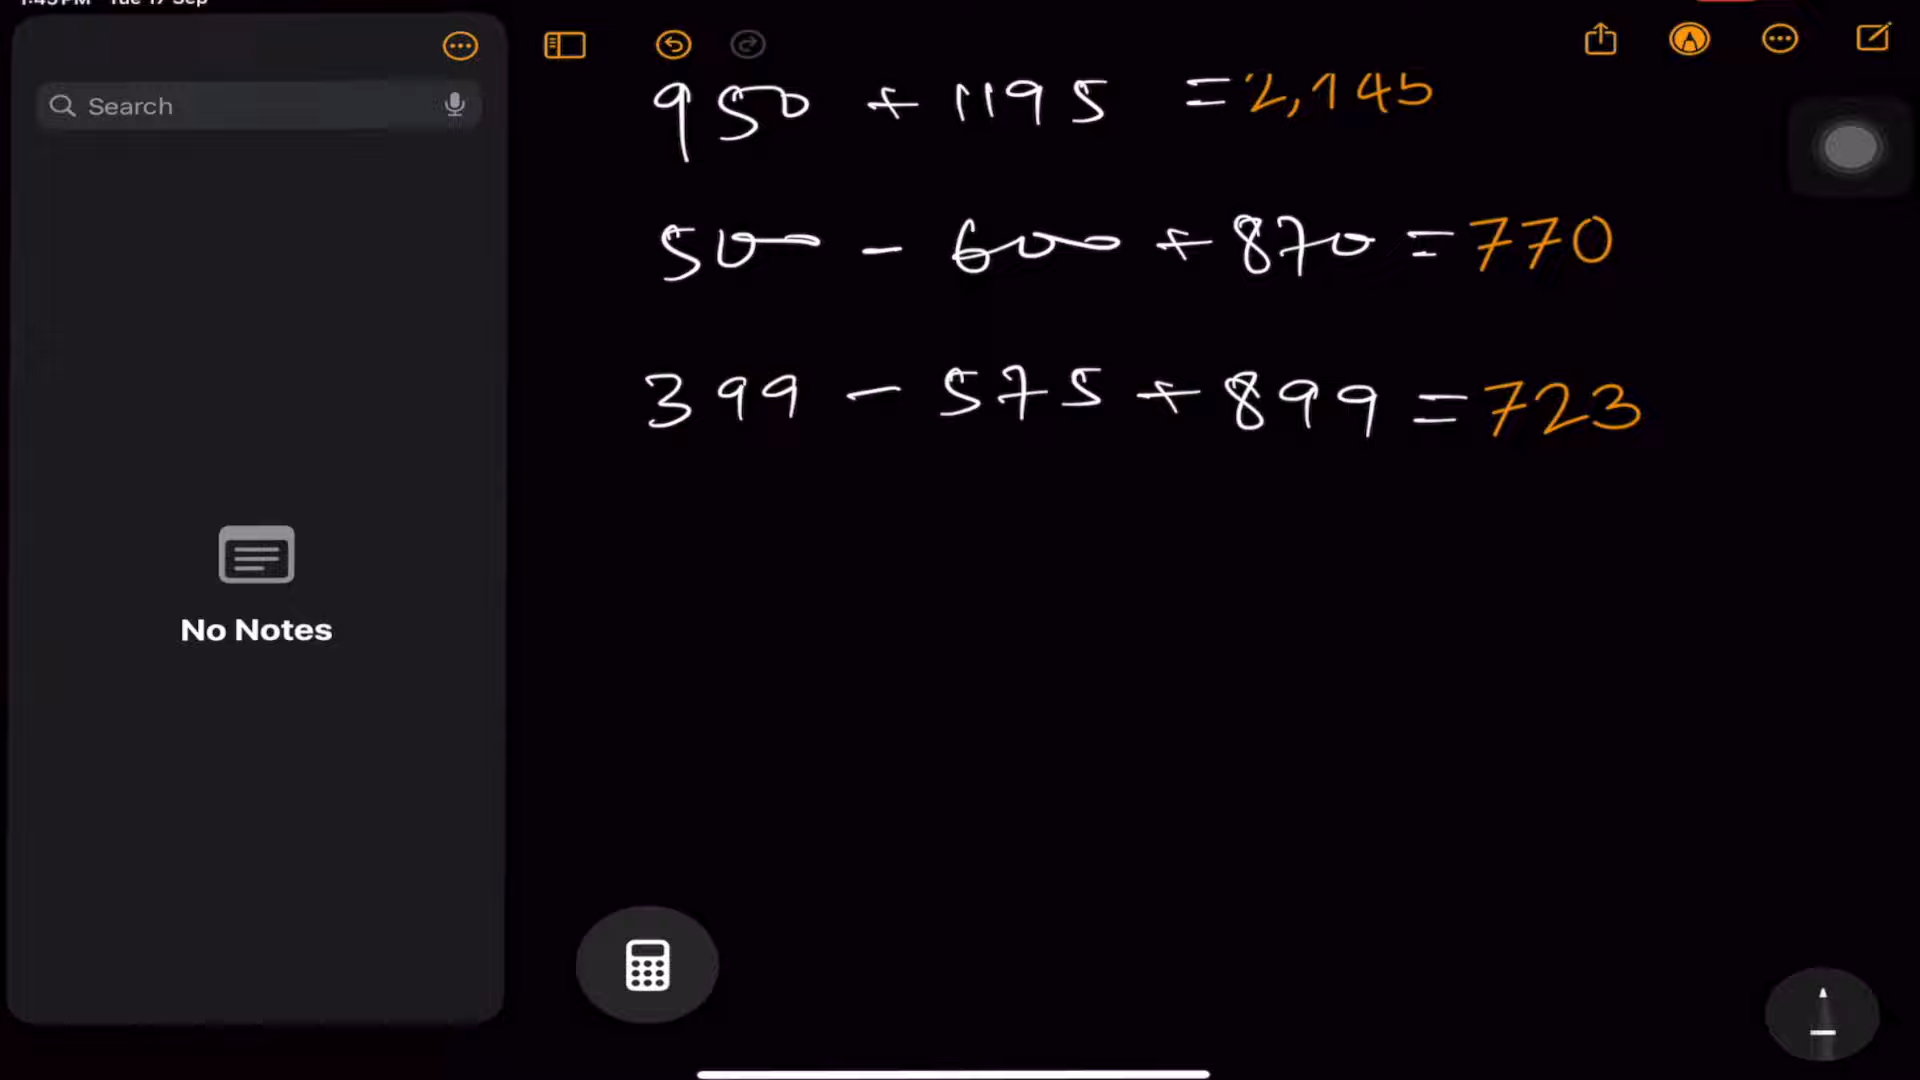 Search
No Notes
950 + 1195 = 2,145
500 - 600 + 870 = 770
399 - 575 + 899 = 723